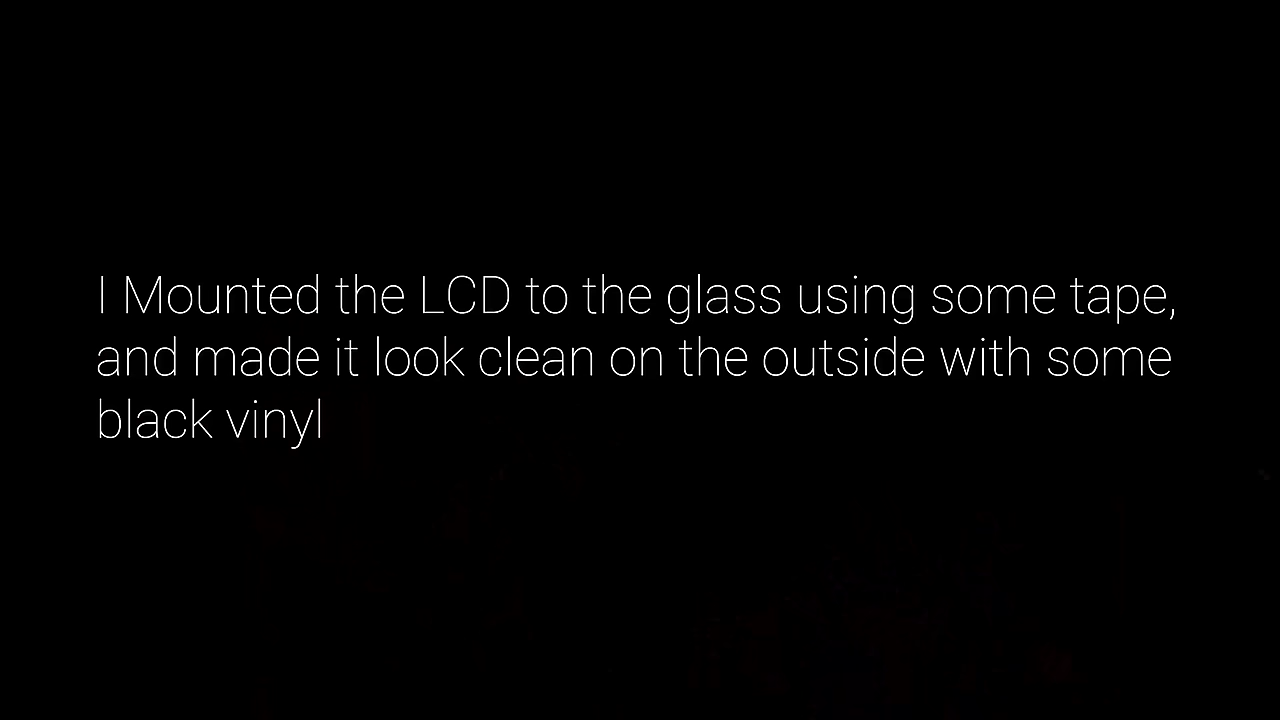 I Mounted the LCD to the glass using some tape,
and made it look clean on the outside with some
black vinyl